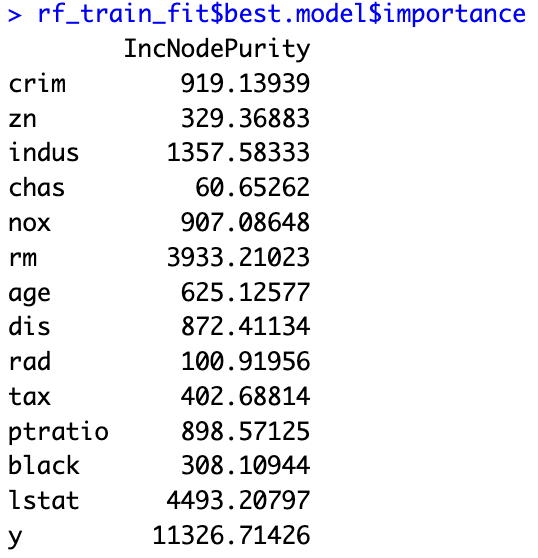 > rf_train_fit$best.model$importance
IncNodePurity
crim 919.13939
zn 329.36883
indus 1357.58333
chas 60.65262
nox 907.08648
rm 3933.21023
age 625.12577
dis 872.41134
rad 100.91956
tax 402.68814
ptratio 898.57125
black 308.10944
lstat 4493.20797
y 11326.71426